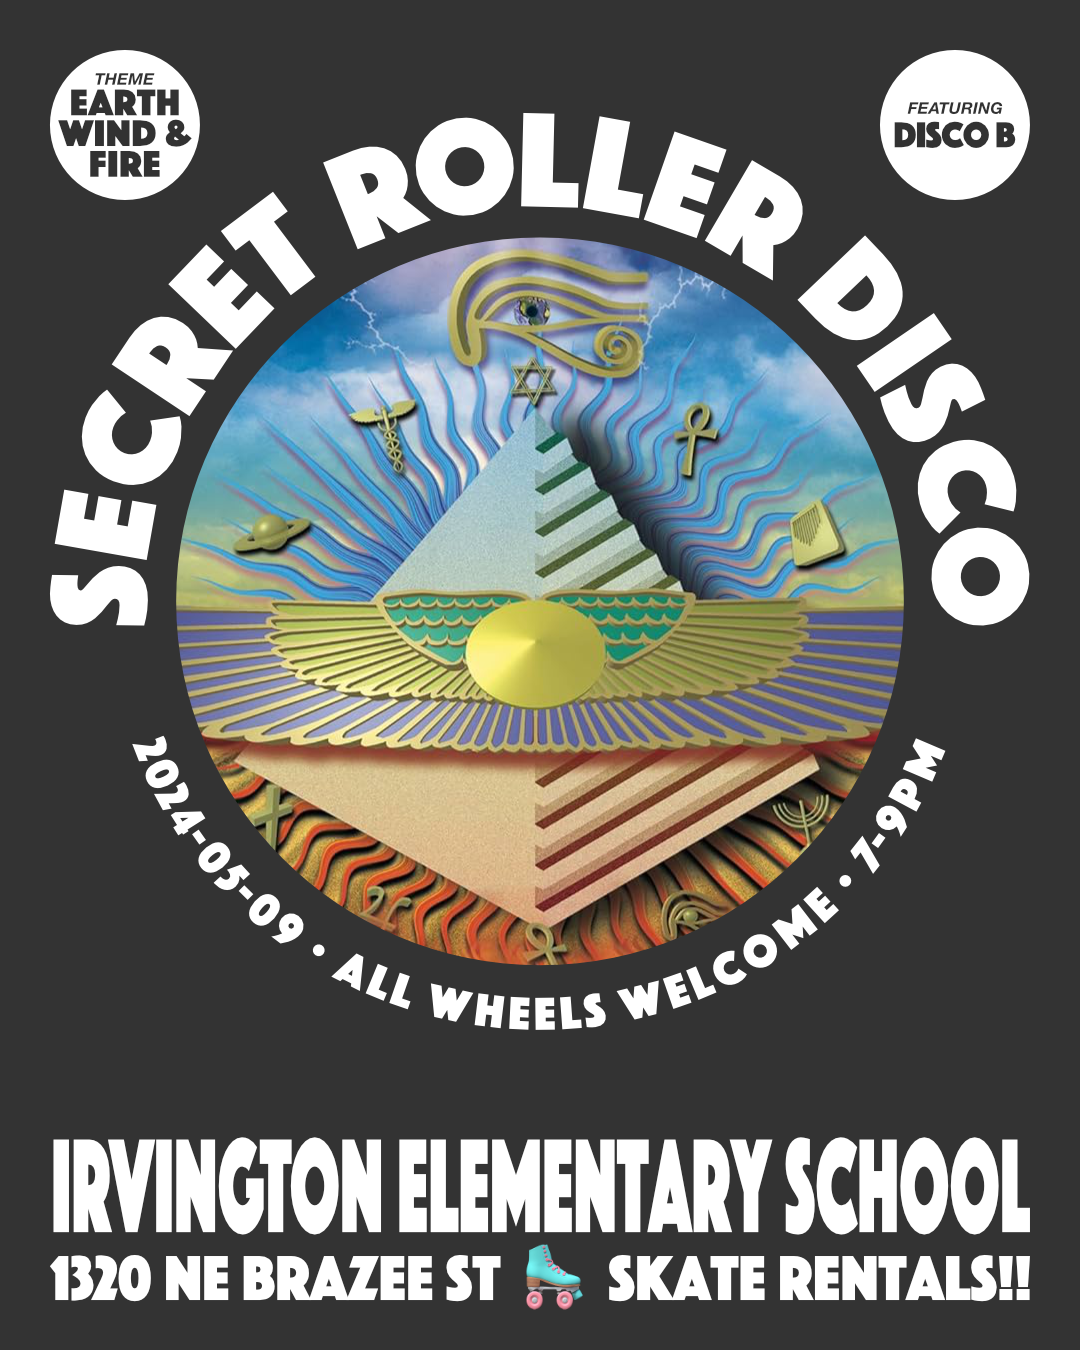 THEME
EARTH
WIND &
FIRE
FEATURING
DISCO B
SECRET ROLLER DISCO
2024-05-09 • ALL WHEELS WELCOME • 7-9PM
IRVINGTON ELEMENTARY SCHOOL
1320 NE BRAZEE ST 🛼 SKATE RENTALS!!